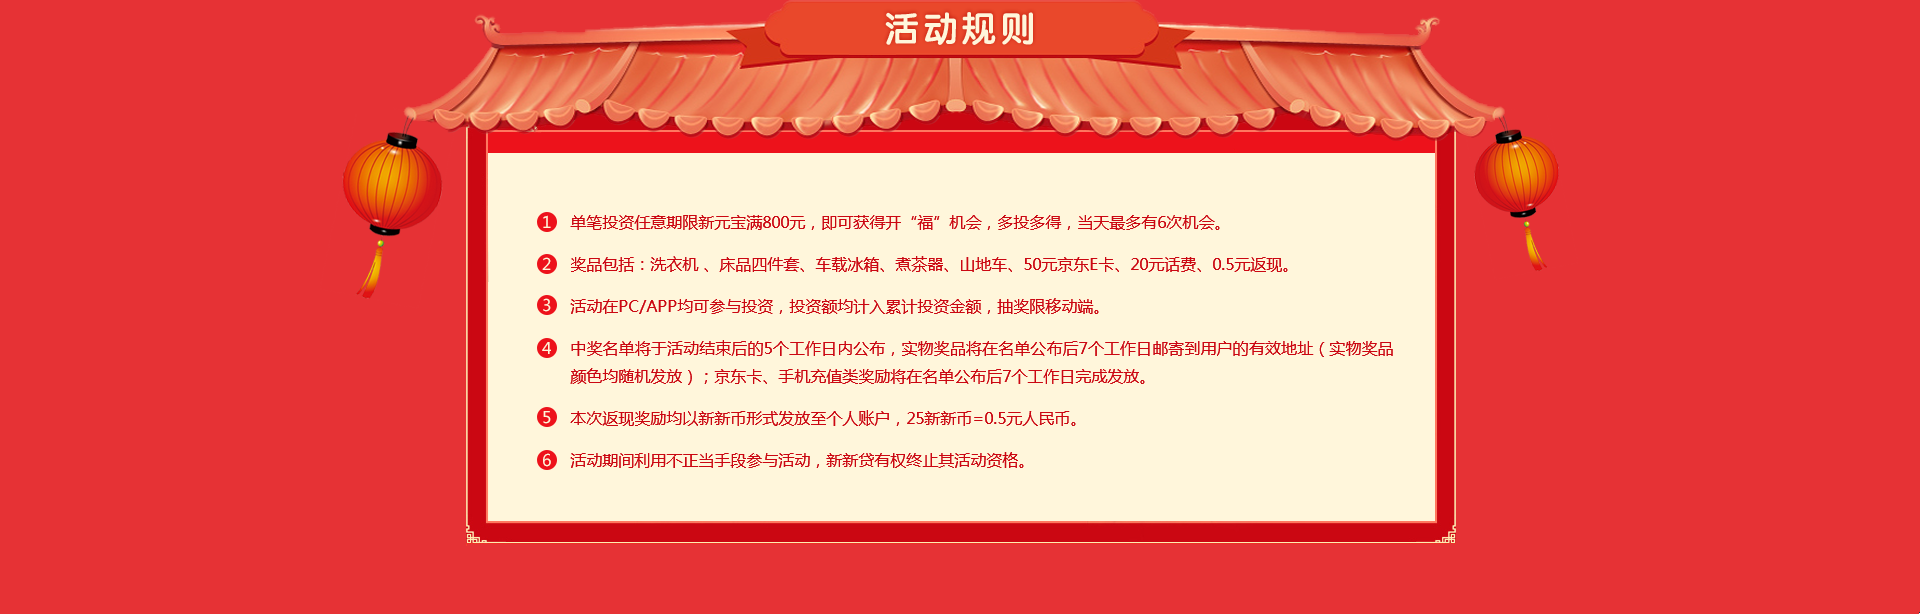 活动规则
1 单笔投资任意期限新元宝满800元，即可获得开“福”机会，多投多得，当天最多有6次机会。
2 奖品包括：洗衣机 、床品四件套、车载冰箱、煮茶器、山地车、50元京东E卡、20元话费、0.5元返现。
3 活动在PC/APP均可参与投资，投资额均计入累计投资金额，抽奖限移动端。
4 中奖名单将于活动结束后的5个工作日内公布，实物奖品将在名单公布后7个工作日邮寄到用户的有效地址（实物奖品
颜色均随机发放）；京东卡、手机充值类奖励将在名单公布后7个工作日完成发放。
5 本次返现奖励均以新新币形式发放至个人账户，25新新币=0.5元人民币。
6 活动期间利用不正当手段参与活动，新新贷有权终止其活动资格。